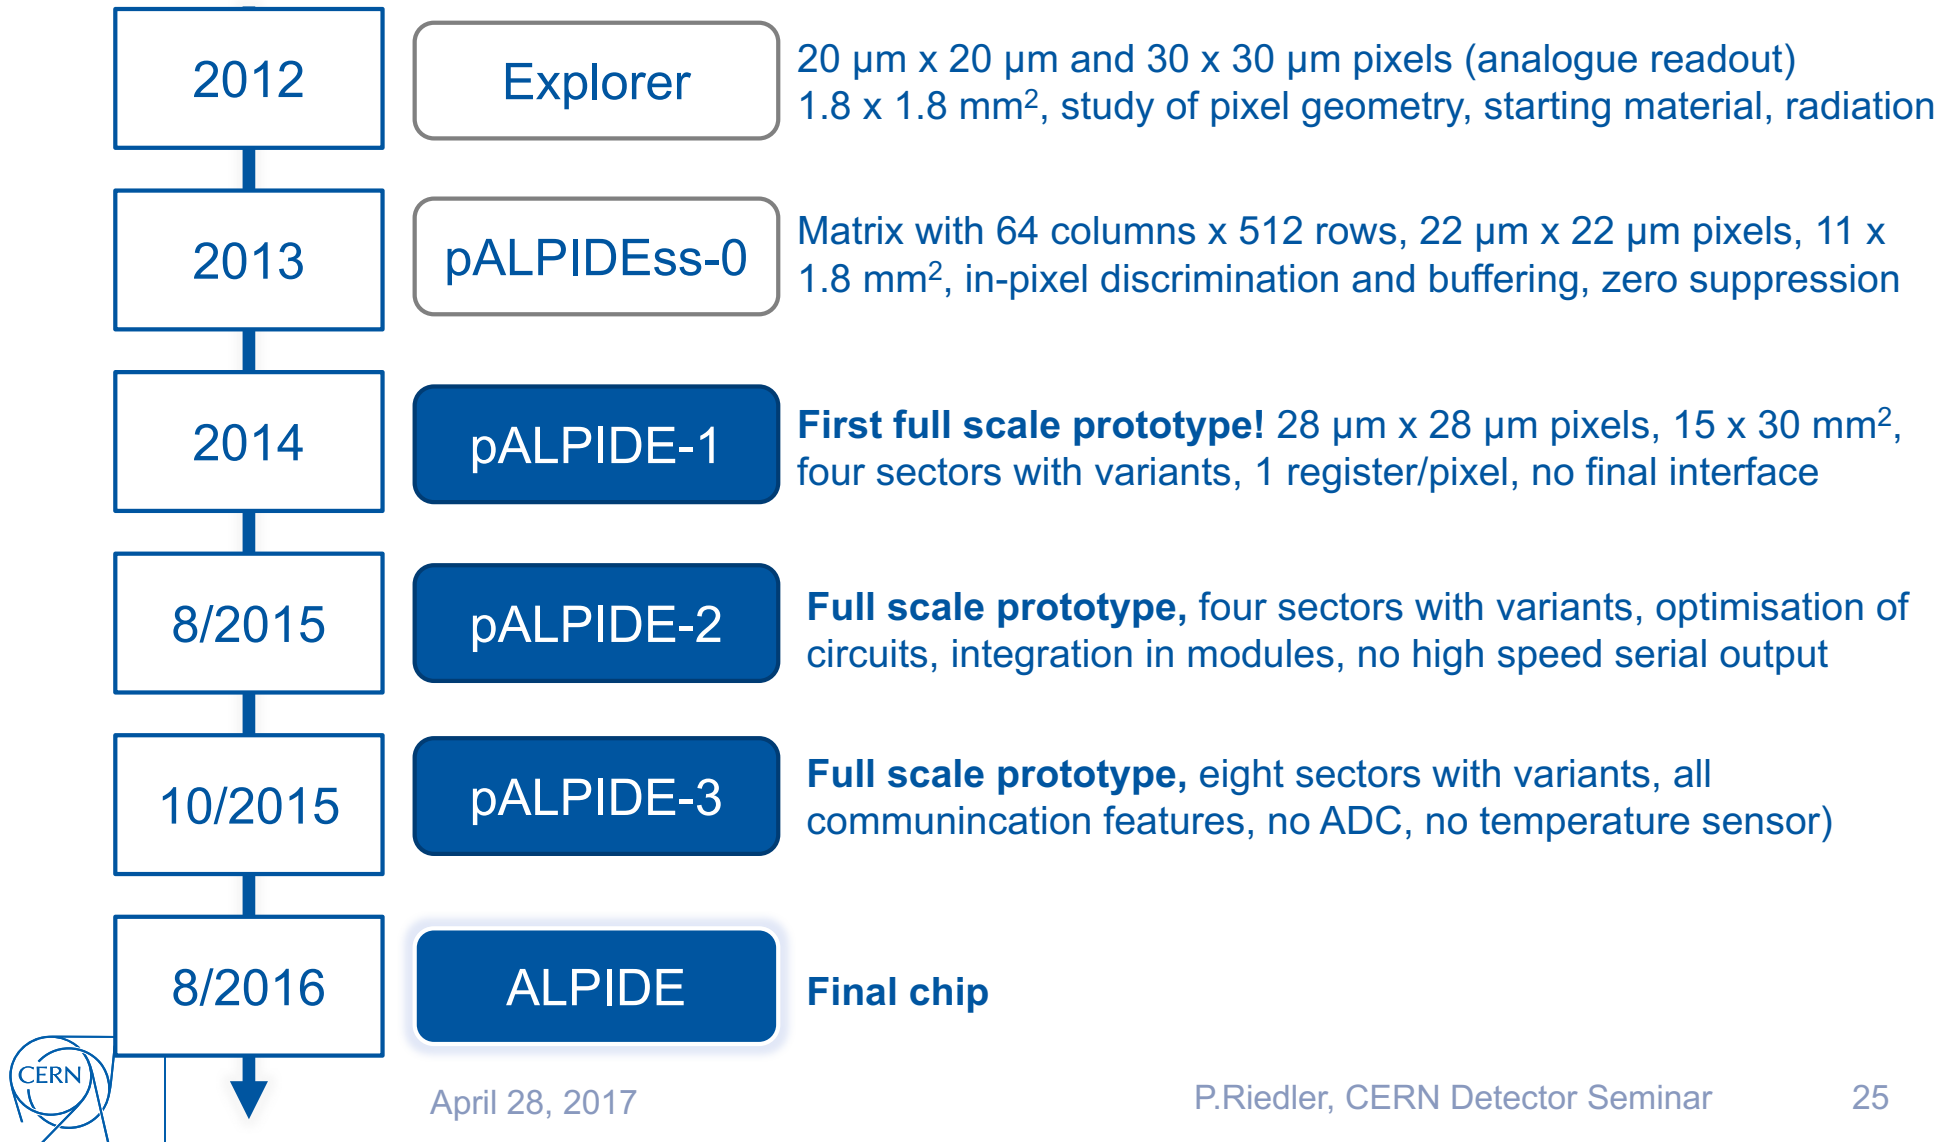 2012
Explorer
20 µm x 20 µm and 30 x 30 µm pixels (analogue readout)
1.8 x 1.8 mm², study of pixel geometry, starting material, radiation
2013
pALPIDEss-0
Matrix with 64 columns x 512 rows, 22 µm x 22 µm pixels, 11 x
1.8 mm², in-pixel discrimination and buffering, zero suppression
2014
pALPIDE-1
First full scale prototype! 28 µm x 28 µm pixels, 15 x 30 mm²,
four sectors with variants, 1 register/pixel, no final interface
8/2015
pALPIDE-2
Full scale prototype, four sectors with variants, optimisation of
circuits, integration in modules, no high speed serial output
10/2015
pALPIDE-3
Full scale prototype, eight sectors with variants, all
communincation features, no ADC, no temperature sensor)
8/2016
ALPIDE
Final chip
CERN
April 28, 2017
P.Riedler, CERN Detector Seminar
25